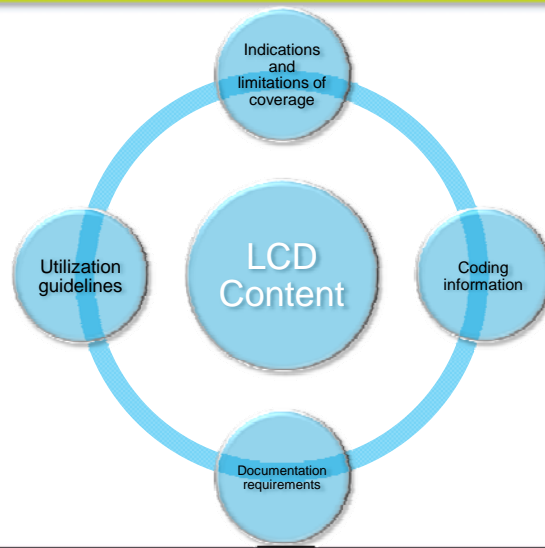 Indications
and
limitations of
coverage
Utilization
guidelines
LCD
Content
Coding
information
Documentation
requirements